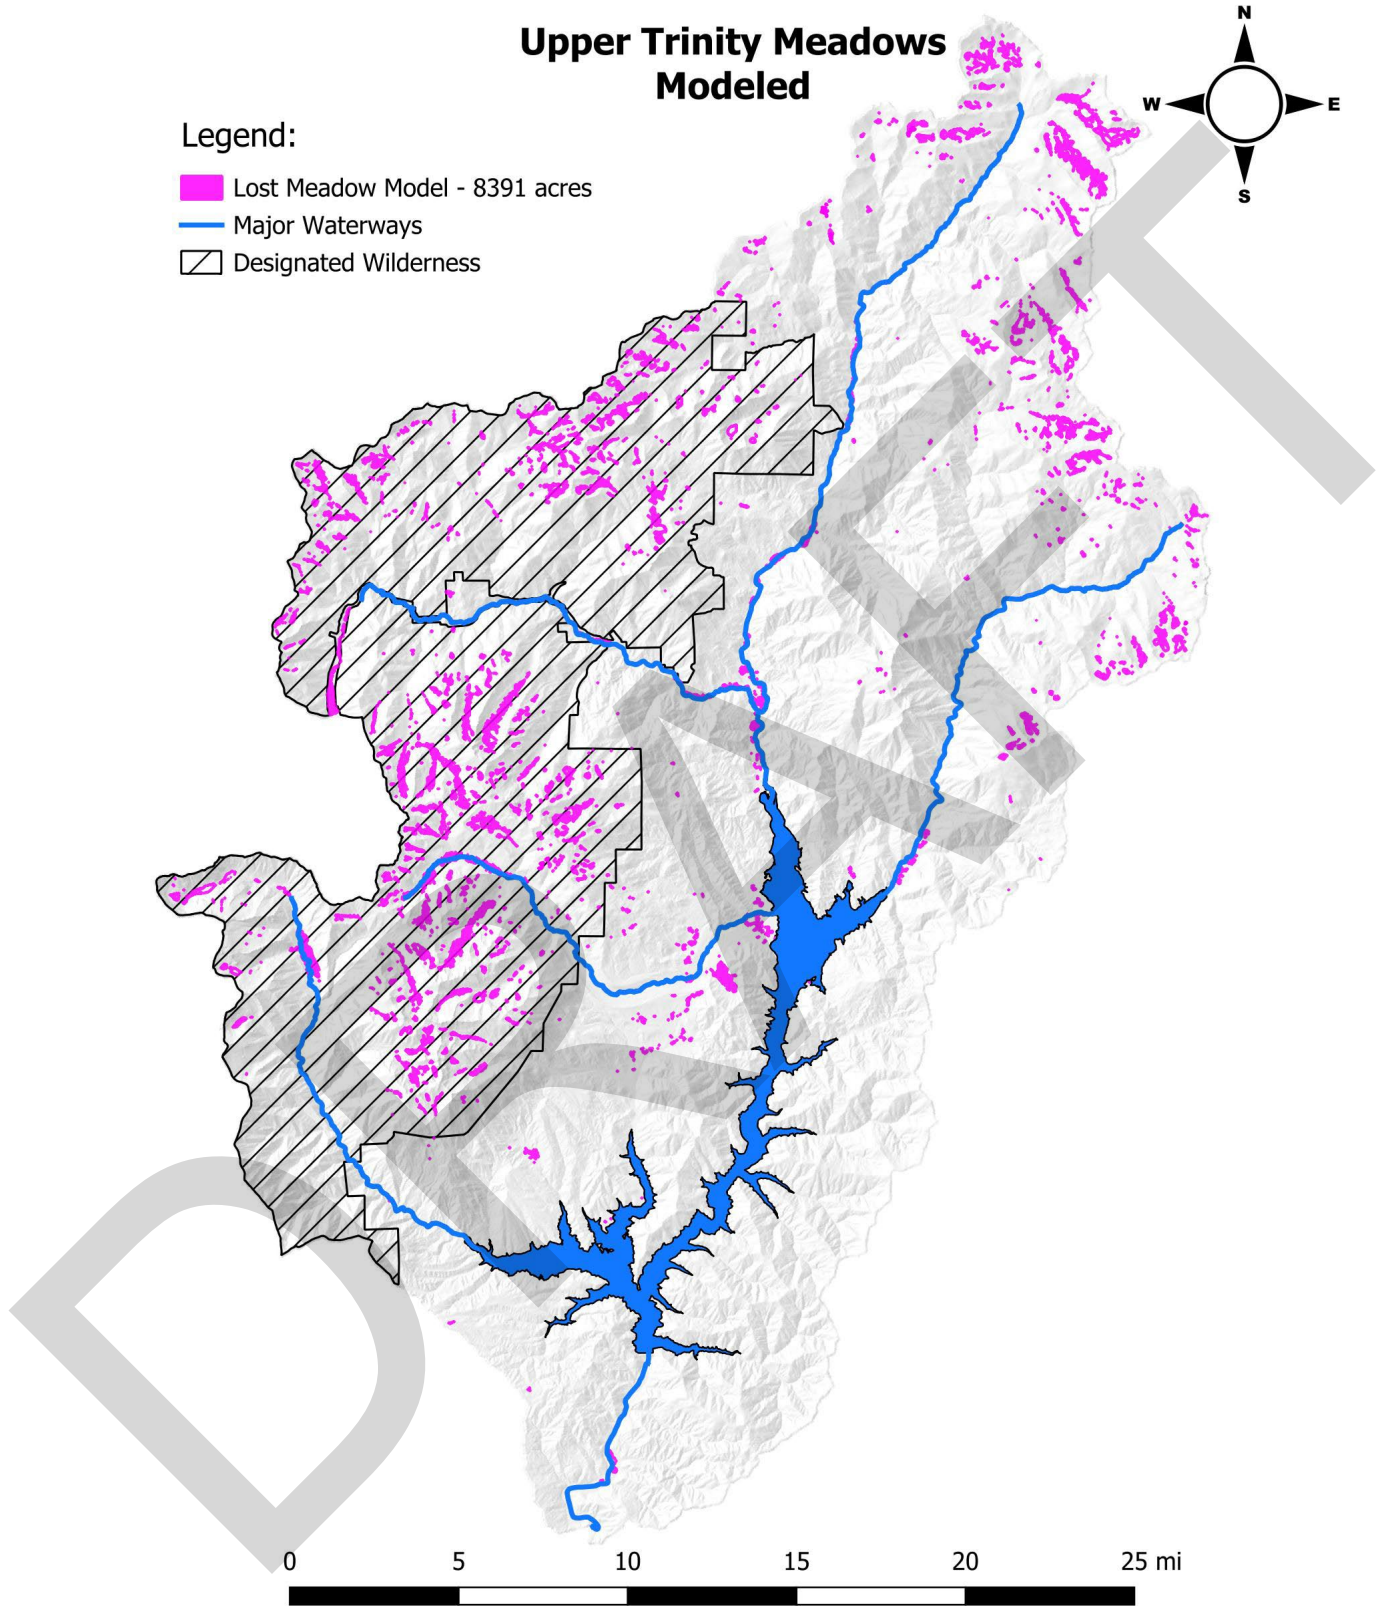 Upper Trinity Meadows
Modeled
N
W E
S
Legend:
Lost Meadow Model - 8391 acres
Major Waterways
Designated Wilderness
DRAFT
0 5 10 15 20 25 mi